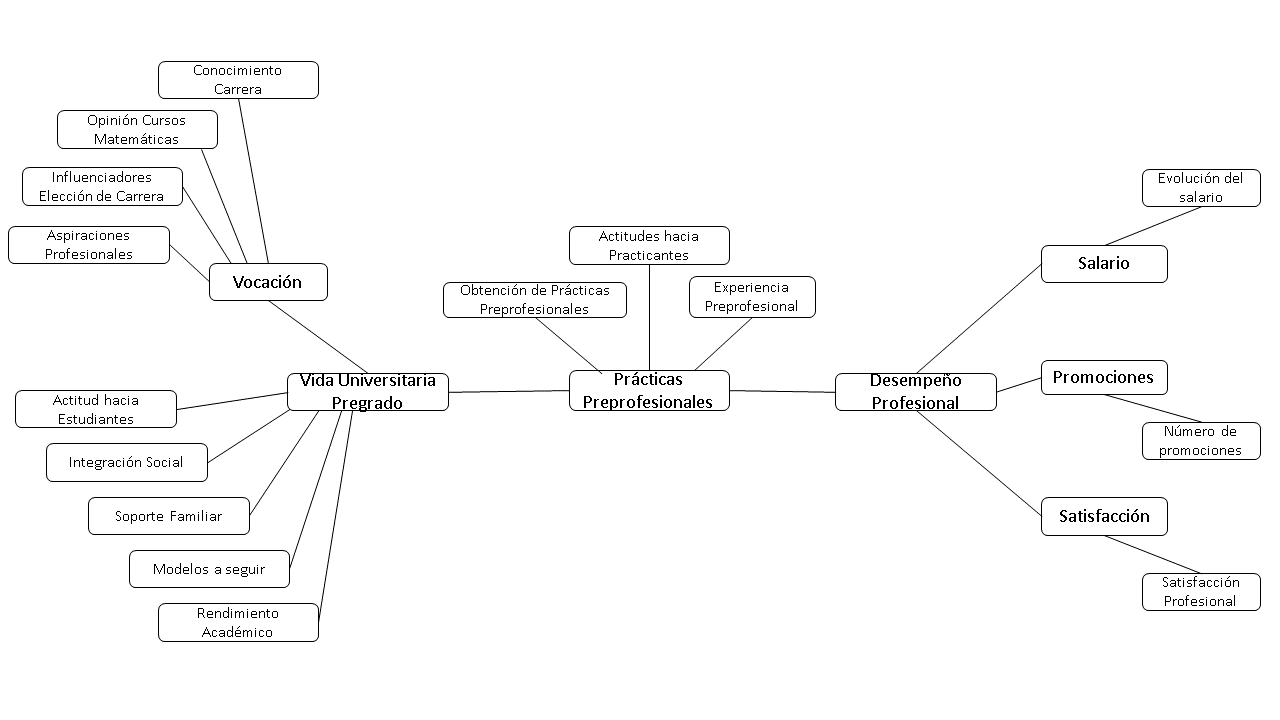 Conocimiento
Carrera
Opinión Cursos
Matemáticas
Influenciadores
Elección de Carrera
Aspiraciones
Profesionales
Vocación
Actitudes hacia
Practicantes
Obtención de Prácticas
Preprofesionales
Experiencia
Preprofesional
Evolución del
salario
Salario
Vida Universitaria
Pregrado
Prácticas
Preprofesionales
Desempeño
Profesional
Promociones
Número de
promociones
Actitud hacia
Estudiantes
Integración Social
Soporte Familiar
Modelos a seguir
Rendimiento
Académico
Satisfacción
Satisfacción
Profesional